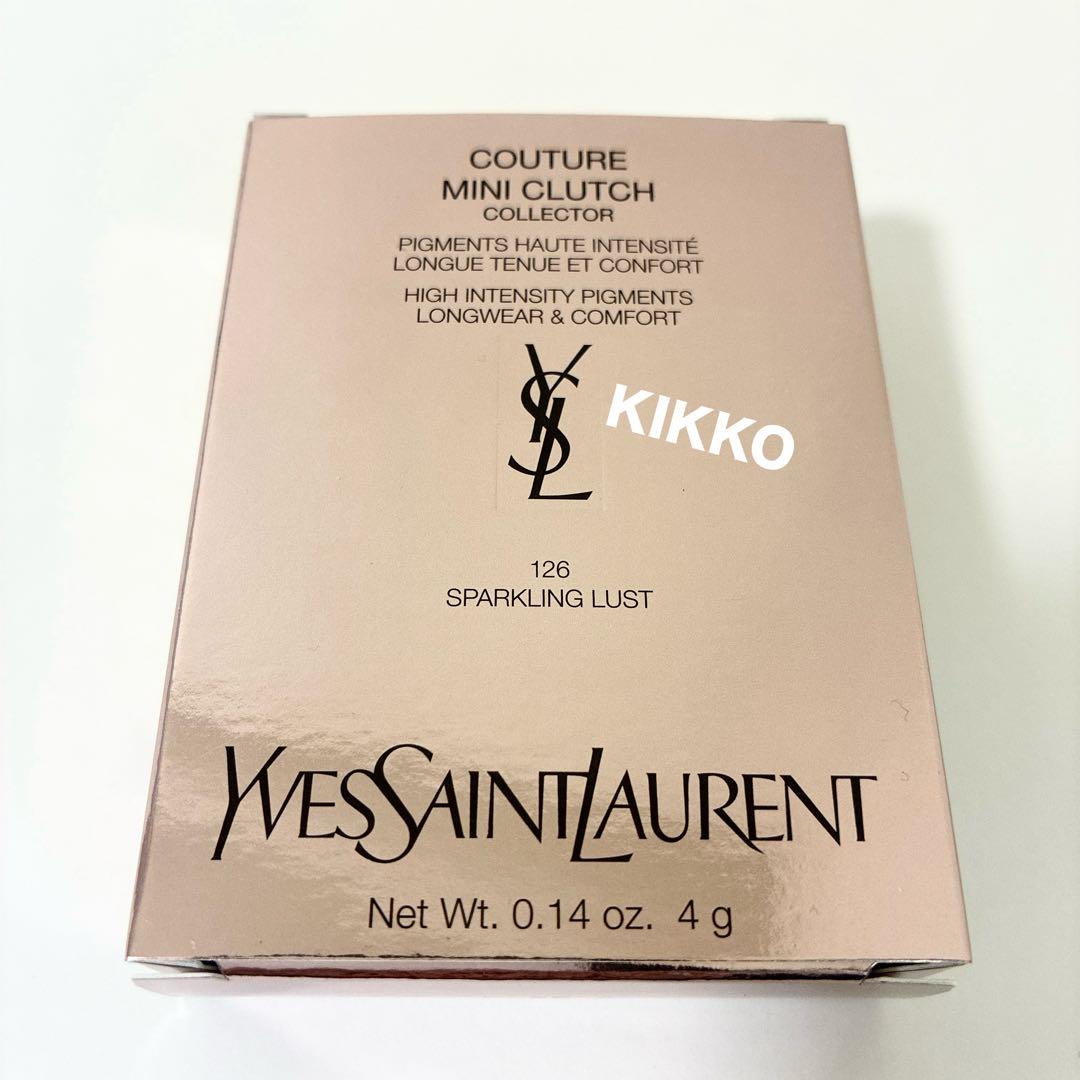 COUTURE
MINI CLUTCH
COLLECTOR
PIGMENTS HAUTE INTENSITÉ
LONGUE TENUE ET CONFORT
HIGH INTENSITY PIGMENTS
LONGWEAR & COMFORT
YSL
KIKKO
126
SPARKLING LUST
YVESSAINTLAURENT
Net Wt. 0.14 oz. 4 g